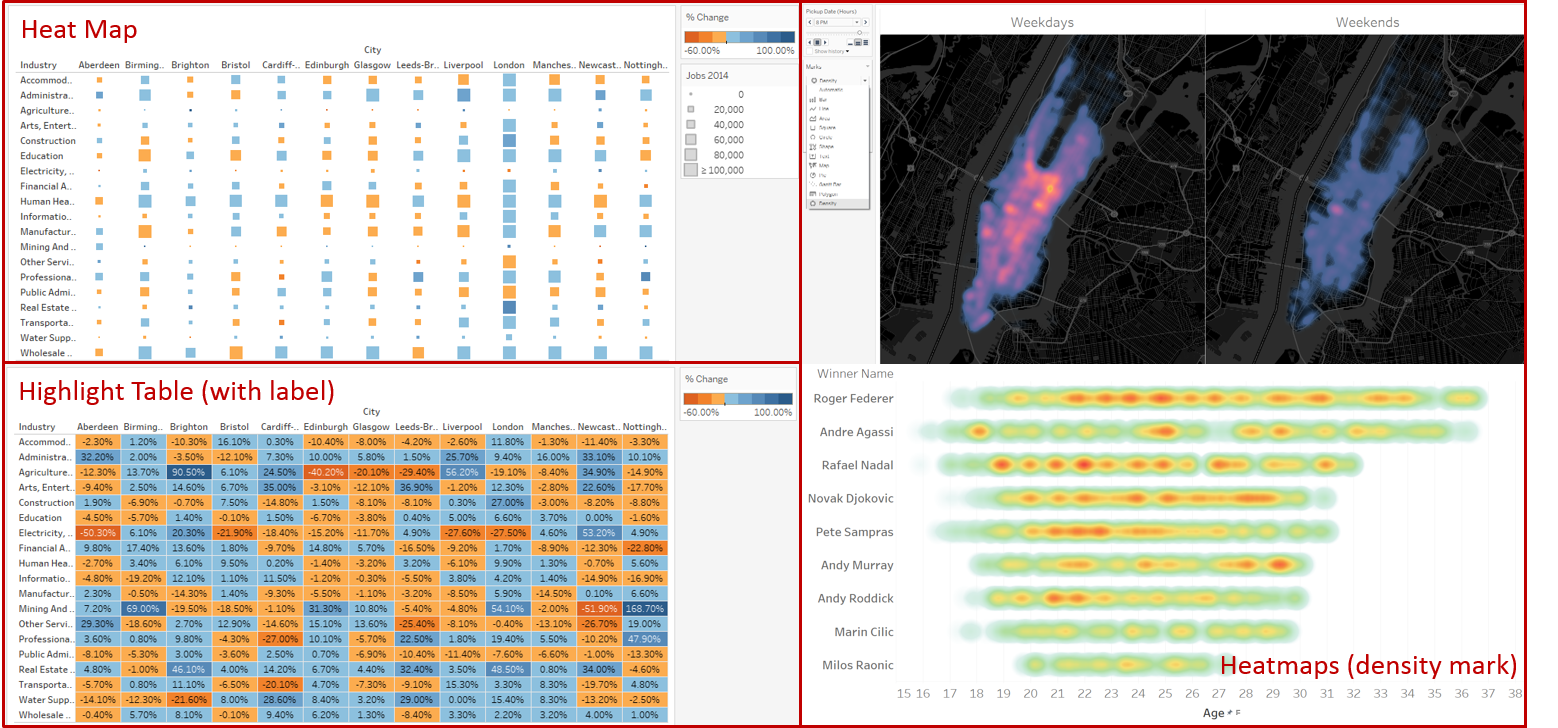 Heat Map
City
Industry Aberdeen Birming.. Brighton Bristol Cardiff-.. Edinburgh Glasgow Leeds-Br.. Liverpool London Manches.. Newcast.. Nottingh..
Accommod..
Administra..
Agriculture..
Arts, Entert..
Construction
Education
Electricity, ..
Financial A..
Human Hea..
Informatio..
Manufactur..
Mining And ..
Other Servi..
Professiona..
Public Admi..
Real Estate ..
Transporta..
Water Supp..
Wholesale ..
% Change
-60.00% 100.00%
Jobs 2014
0
20,000
40,000
60,000
80,000
≥ 100,000
Pickup Date (Hours)
8 PM
Show history
Marks
Density
Automatic
Bar
Line
Area
Square
Circle
Shape
Text
Map
Pie
Gantt Bar
Polygon
Density
Weekdays Weekends
Highlight Table (with label)
City
Industry Aberdeen Birming.. Brighton Bristol Cardiff-.. Edinburgh Glasgow Leeds-Br.. Liverpool London Manches.. Newcast.. Nottingh..
Accommod.. -2.30% 1.20% -10.30% 16.10% 0.30% -10.40% -8.00% -4.20% -2.60% 11.80% -1.30% -11.40% -3.30%
Administra.. 32.20% 2.00% -3.50% -12.10% 7.30% 10.00% 5.80% 1.50% 25.70% 9.40% 16.00% 33.10% 10.10%
Agriculture.. -12.30% 13.70% 90.50% 6.10% 24.50% -40.20% -20.10% -29.40% 56.20% -19.10% -8.40% 34.90% -14.90%
Arts, Entert.. -9.40% 2.50% 14.60% 6.70% 35.00% -3.10% -12.10% 36.90% -1.20% 12.30% -2.80% 22.60% -17.70%
Construction 1.90% -6.90% -0.70% 7.50% -14.80% 1.50% -8.10% -8.10% 0.30% 27.00% -3.00% -8.20% -8.80%
Education -4.50% -5.70% 1.40% -0.10% 1.50% -6.70% -3.80% 0.40% 5.00% 6.60% 3.70% 0.00% -1.60%
Electricity, .. -50.30% 6.10% 20.30% -21.90% -18.40% -15.20% -11.70% 4.90% -27.60% -27.50% 4.60% 53.20% 4.90%
Financial A.. 9.80% 17.40% 13.60% 1.80% -9.70% 14.80% 5.70% -16.50% -9.20% 1.70% -8.90% -12.30% -22.80%
Human Hea.. -2.70% 3.40% 6.10% 9.50% 0.20% -1.40% -3.20% 3.20% -6.10% 9.90% 1.30% -0.70% 5.60%
Informatio.. -4.80% -19.20% 12.10% 1.10% 11.50% -1.20% -0.30% -5.50% 3.80% 4.20% 1.40% -14.90% -16.90%
Manufactur.. 2.30% -0.50% -14.30% 1.40% -9.30% -5.50% -1.10% -3.20% -8.50% 5.90% -14.50% 0.10% 6.60%
Mining And .. 7.20% 69.00% -19.50% -18.50% -1.10% 31.30% 10.80% -5.40% -4.80% 54.10% -2.00% -51.90% 168.70%
Other Servi.. 29.30% -18.60% 2.70% 12.90% -14.60% 15.10% 13.60% -25.40% -8.10% -0.40% -13.10% -26.70% 19.00%
Professiona.. 3.60% 0.80% 9.80% -4.30% -27.00% 10.10% -5.70% 22.50% 1.80% 19.40% 5.50% -10.20% 47.90%
Public Admi.. -8.10% -5.30% 3.00% -3.60% 2.50% 0.70% -6.90% -10.40% -11.40% -7.60% -6.60% -1.00% -13.30%
Real Estate .. 4.80% -1.00% 46.10% 4.00% 14.20% 6.70% 4.40% 32.40% 3.50% 48.50% 0.80% 34.00% -4.60%
Transporta.. -5.70% 0.80% 11.10% -6.50% -20.10% 4.70% -7.30% -9.10% 15.30% 3.30% 8.30% -19.70% 4.80%
Water Supp.. -14.10% -12.30% -21.60% 8.00% 28.60% 8.40% 3.20% 29.00% 0.00% 15.40% 8.30% -13.20% -2.50%
Wholesale .. -0.40% 5.70% 8.10% -0.10% 9.40% 6.20% 1.30% -8.40% 3.30% 2.20% 3.20% 4.00% 1.00%
% Change
-60.00% 100.00%
Winner Name
Roger Federer
Andre Agassi
Rafael Nadal
Novak Djokovic
Pete Sampras
Andy Murray
Andy Roddick
Marin Cilic
Milos Raonic
Heatmaps (density mark)
15 16 17 18 19 20 21 22 23 24 25 26 27 28 29 30 31 32 33 34 35 36 37 38
Age